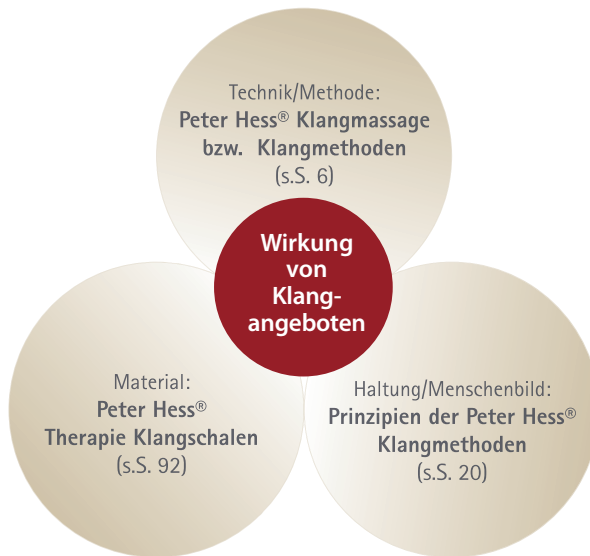 Technik/Methode:
Peter Hess® Klangmassage
bzw. Klangmethoden
(s.S. 6)
Wirkung
von
Klang-
angeboten
Material:
Peter Hess®
Therapie Klangschalen
(s.S. 92)
Haltung/Menschenbild:
Prinzipien der Peter Hess®
Klangmethoden
(s.S. 20)